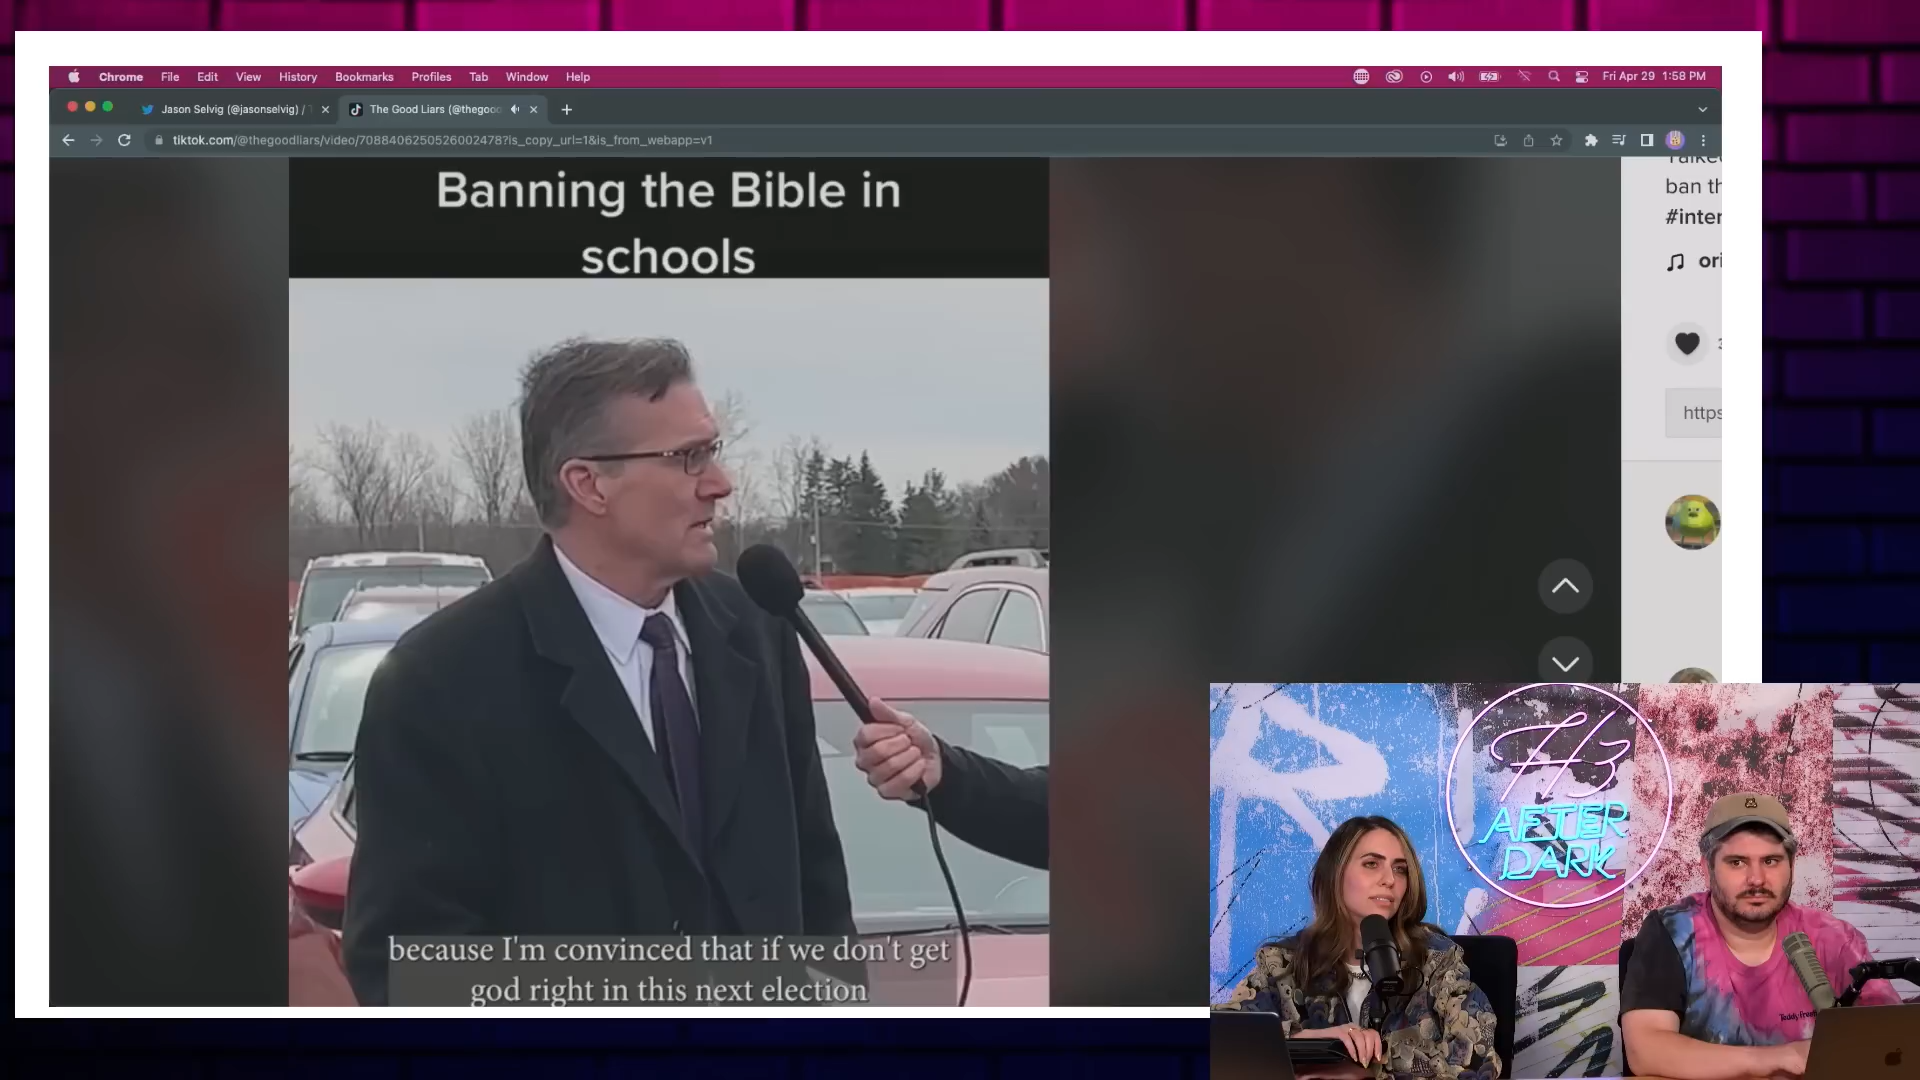 Chrome File Edit View History Bookmarks Profiles Tab Window Help Fri Apr 29 1:58 PM
Jason Selvig (@jasonselvig) / The Good Liars (@thegooo
tiktok.com/@thegoodliars/video/7088406250526002478?is_copy_url=1&is_from_webapp=v1
Banning the Bible in
schools
ban th
#inter
ori
https
H3
AFTER
DARK
because I'm convinced that if we don't get
god right in this next election